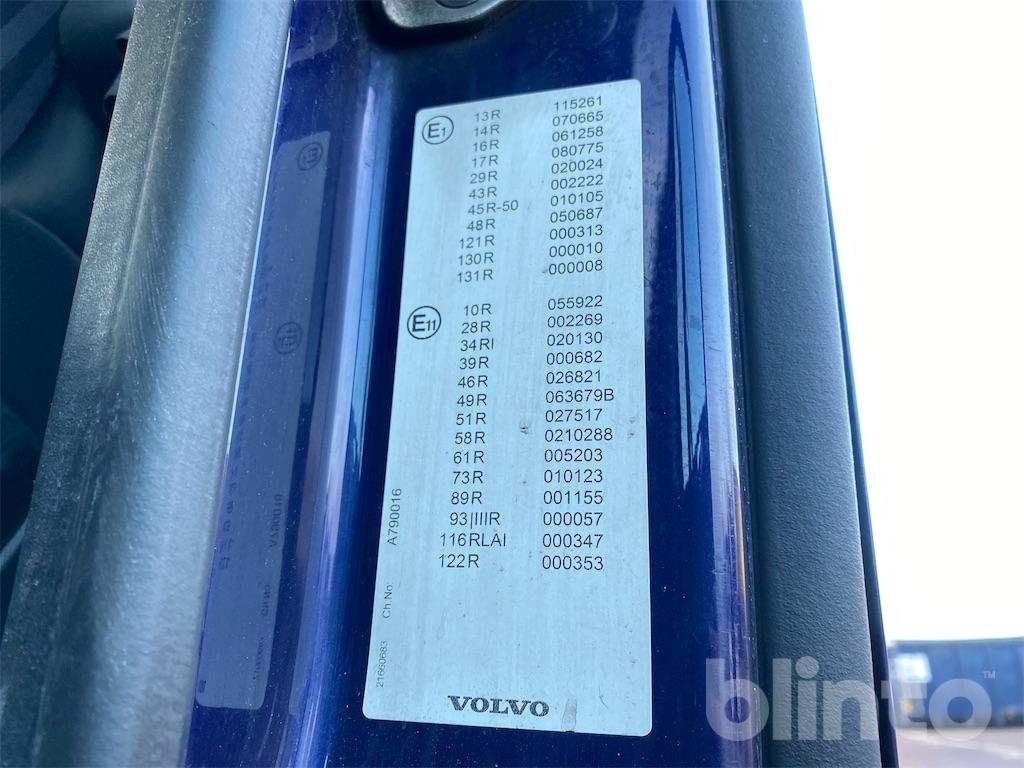 E1
13R 115261
14R 070665
16R 061258
17R 080775
29R 020024
43R 002222
45R-50 010105
48R 050687
121R 000313
130R 000010
131R 000008
E11
10R 055922
28R 002269
34RI 020130
39R 000682
46R 026821
49R 063679B
51R 027517
58R 0210288
61R 005203
73R 010123
89R 001155
93|IIIR 000057
116RLAI 000347
122R 000353
21660683 Ch.No: A790016
VOLVO
blinto™